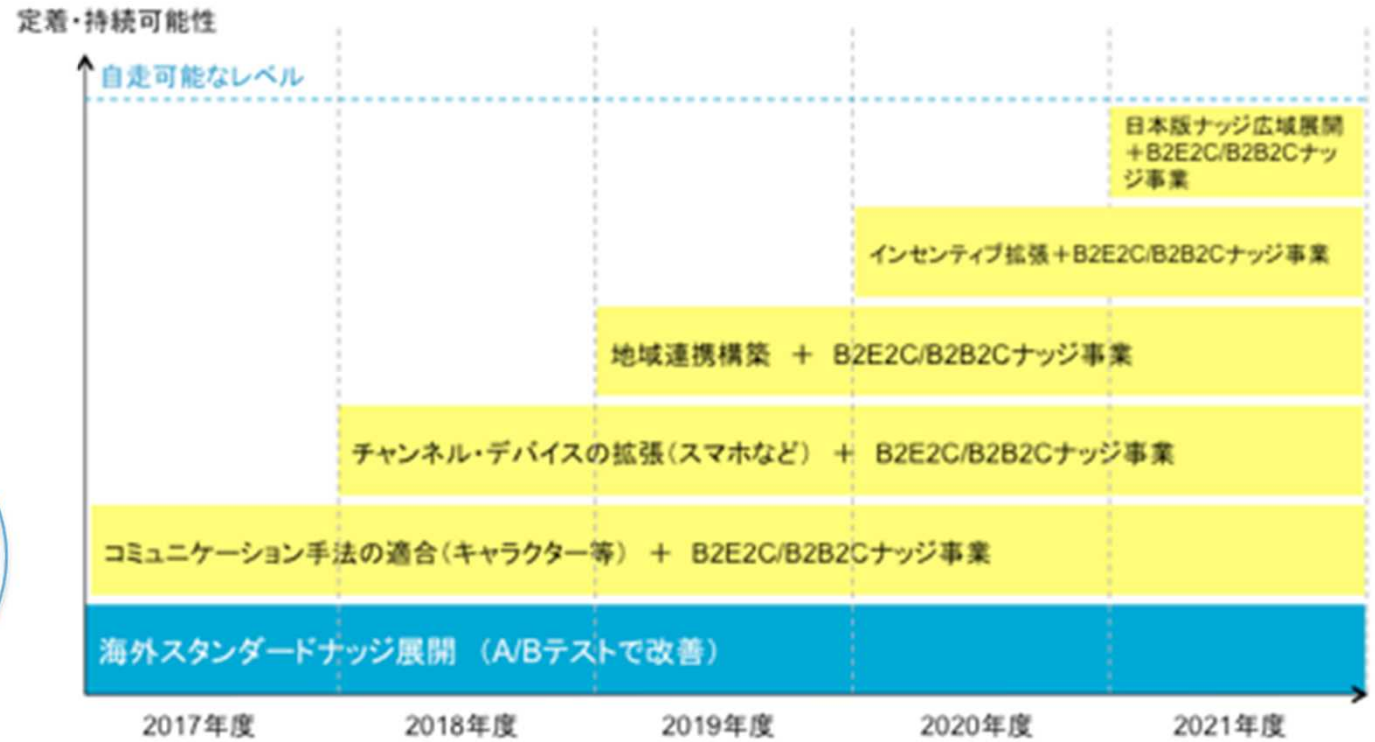 定着・持続可能性
自走可能なレベル
日本版ナッジ広域展開
＋B2E2C/B2B2Cナッ
ジ事業
インセンティブ拡張＋B2E2C/B2B2Cナッジ事業
地域連携構築　＋　B2E2C/B2B2Cナッジ事業
チャンネル・デバイスの拡張（スマホなど）　＋　B2E2C/B2B2Cナッジ事業
コミュニケーション手法の適合（キャラクター等）　＋　B2E2C/B2B2Cナッジ事業
海外スタンダードナッジ展開　（A/Bテストで改善）
2017年度　2018年度　2019年度　2020年度　2021年度